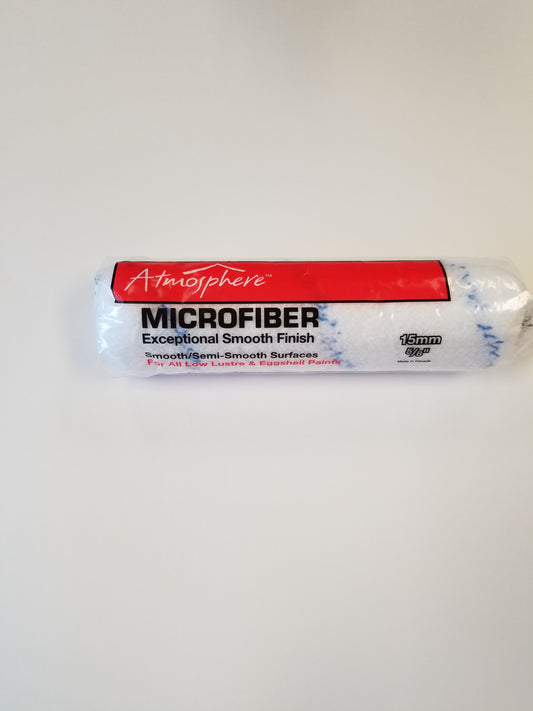 Atmosphere™
MICROFIBER
Exceptional Smooth Finish
Smooth/Semi-Smooth Surfaces
For All Low Lustre & Eggshell Paints
15mm
5/8"
Made in Canada